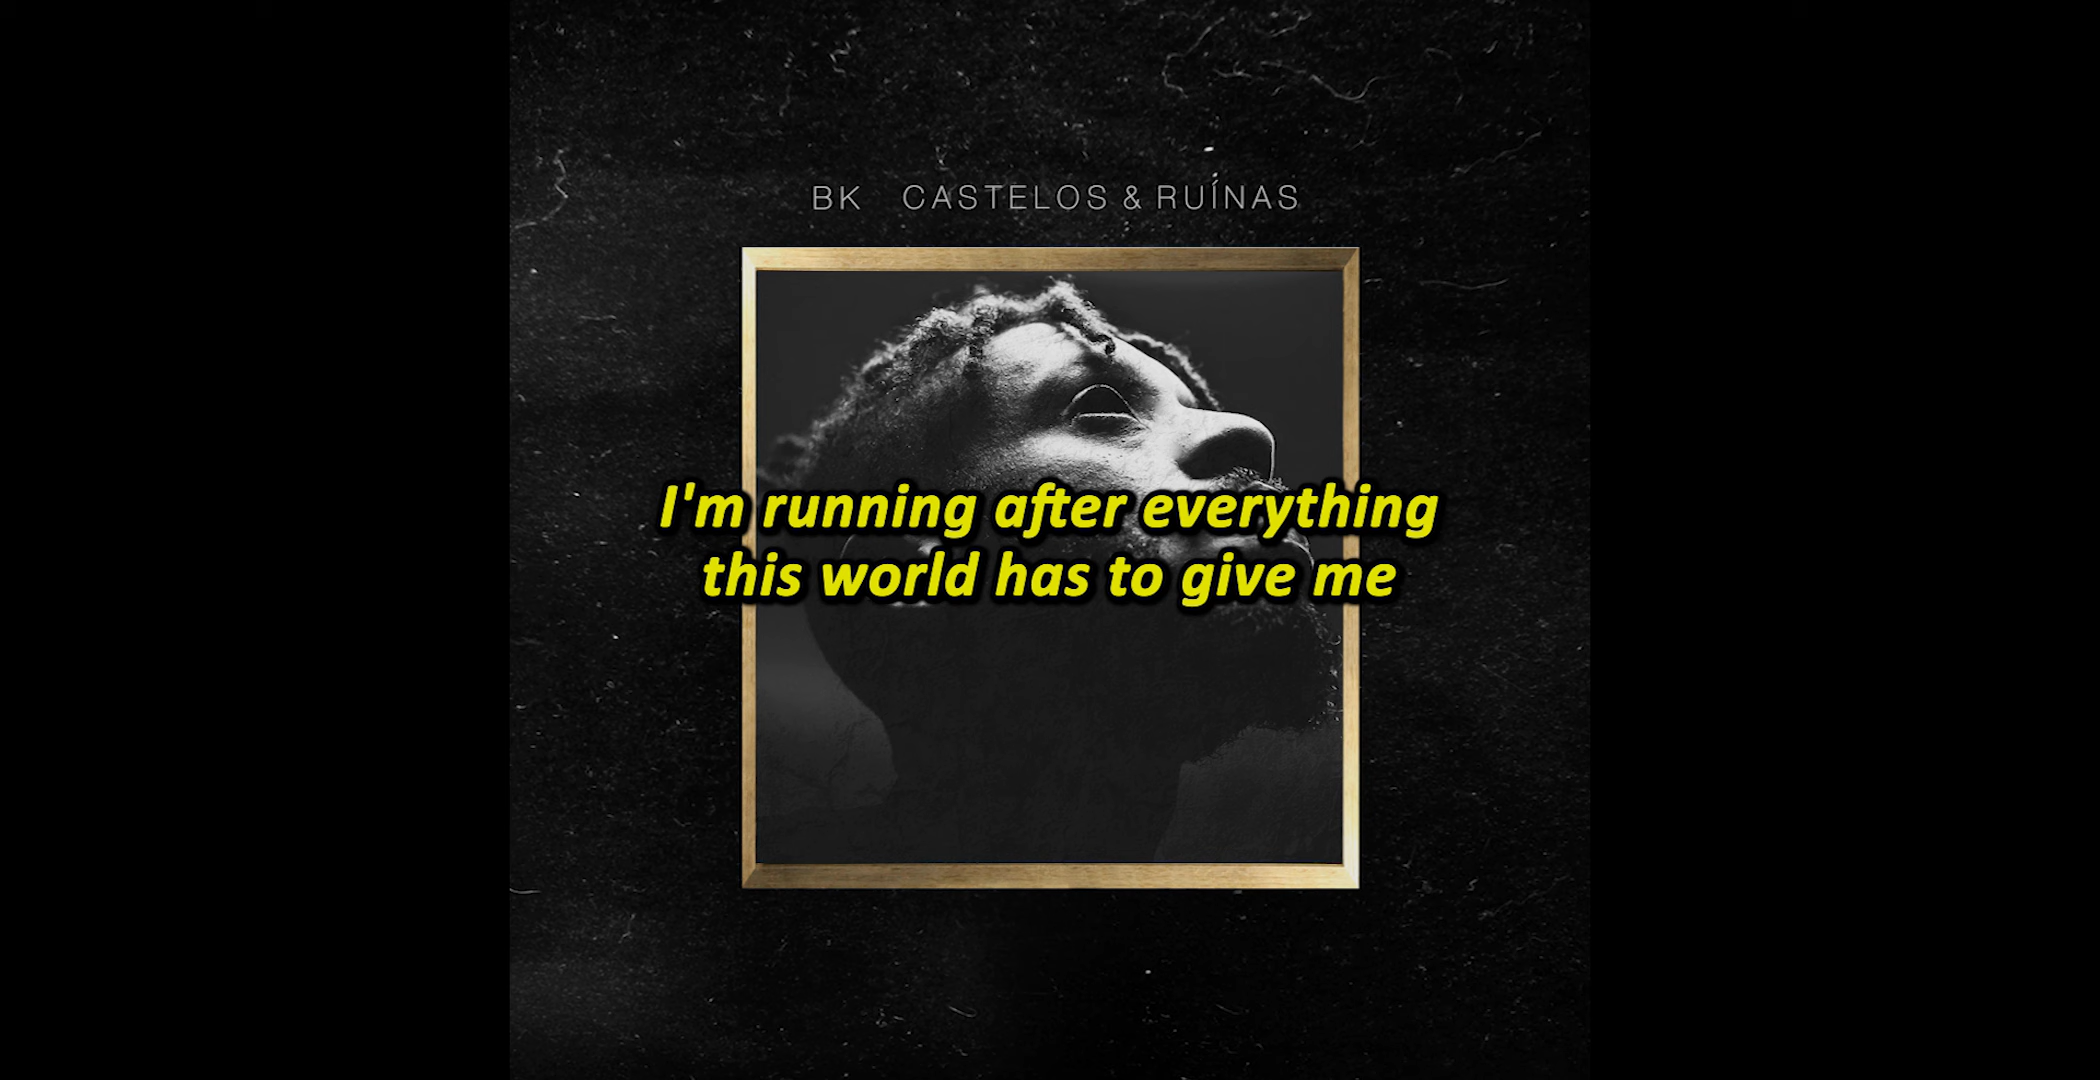 BK CASTELOS & RUÍNAS
I'm running after everything
this world has to give me